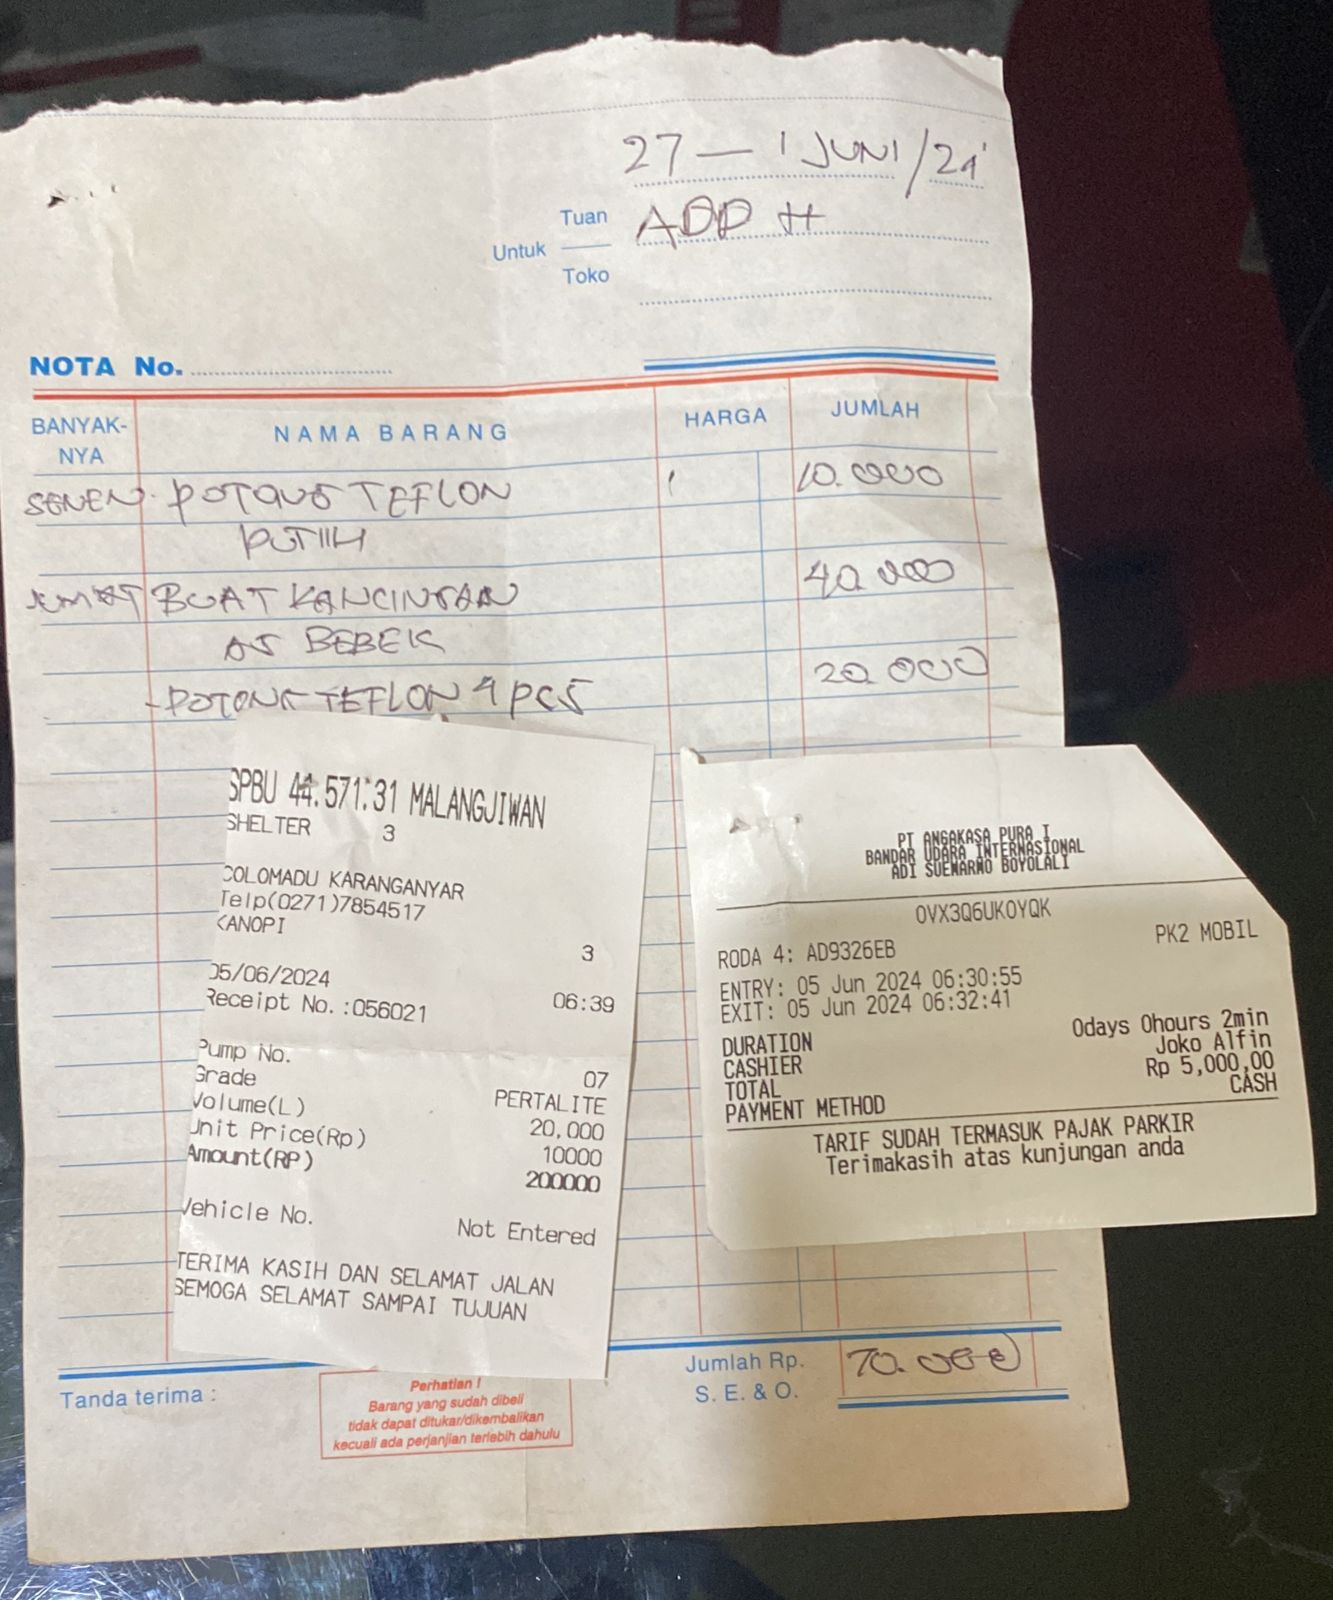 27 — 1 JUNI / 24
Tuan
Untuk
Toko
ADD H
NOTA No.
BANYAK-NYA NAMA BARANG HARGA JUMLAH
SENEN. POTONG TEFLON 10.000
PUTIH
JUMAT BUAT KANCINGAN 40.000
AS BEBEK
- POTONG TEFLON 4 PCS 20.000
SPBU 44.571.31 MALANGJIWAN
SHELTER 3
COLOMADU KARANGANYAR
Telp(0271)7854517
KANOPI
3
05/06/2024 06:39
Receipt No.:056021
Pump No. 07
Grade PERTALITE
Volume(L) 20,000
Unit Price(Rp) 10000
Amount(RP) 200000
Vehicle No. Not Entered
TERIMA KASIH DAN SELAMAT JALAN
SEMOGA SELAMAT SAMPAI TUJUAN
PT ANGAKASA PURA I
BANDAR UDARA INTERNASIONAL
ADI SUEMARMO BOYOLALI
OVX3Q6UKOYQK
PK2 MOBIL
RODA 4: AD9326EB
ENTRY: 05 Jun 2024 06:30:55
EXIT: 05 Jun 2024 06:32:41
DURATION 0days 0hours 2min
CASHIER Joko Alfin
TOTAL Rp 5,000,00
PAYMENT METHOD CASH
TARIF SUDAH TERMASUK PAJAK PARKIR
Terimakasih atas kunjungan anda
Jumlah Rp. 70.000
S. E. & O.
Tanda terima :
Perhatian !
Barang yang sudah dibeli
tidak dapat ditukar/dikembalikan
kecuali ada perjanjian terlebih dahulu